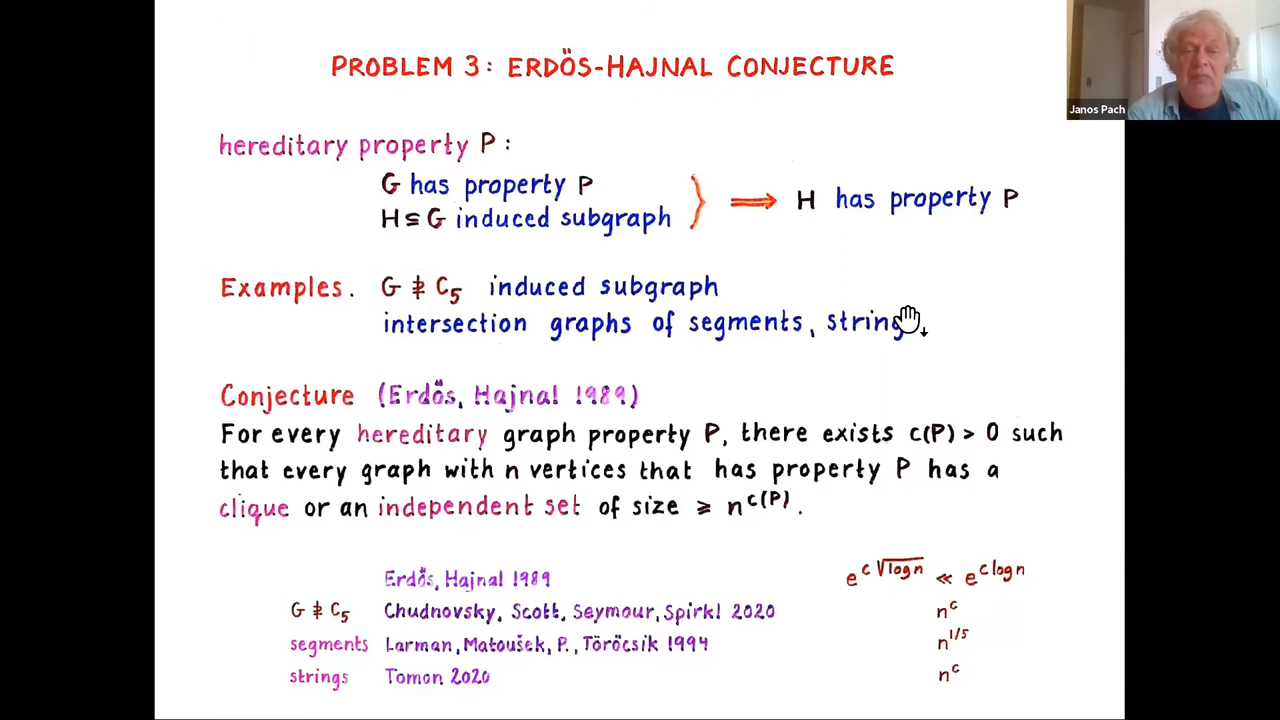 PROBLEM 3: ERDŐS-HAJNAL CONJECTURE
Janos Pach
hereditary property P:
G has property P
H ⊆ G induced subgraph
⟹ H has property P
Examples. G ⊉ C₅ induced subgraph
intersection graphs of segments, string
Conjecture (Erdős, Hajnal 1989)
For every hereditary graph property P, there exists c(P) > 0 such
that every graph with n vertices that has property P has a
clique or an independent set of size ≥ n^c(P).
Erdős, Hajnal 1989 e^c√log n ≪ e^c log n
G ⊉ C₅ Chudnovsky, Scott, Seymour, Spirkl 2020 n^c
segments Larman, Matoušek, P., Törőcsik 1994 n^1/5
strings Tomon 2020 n^c